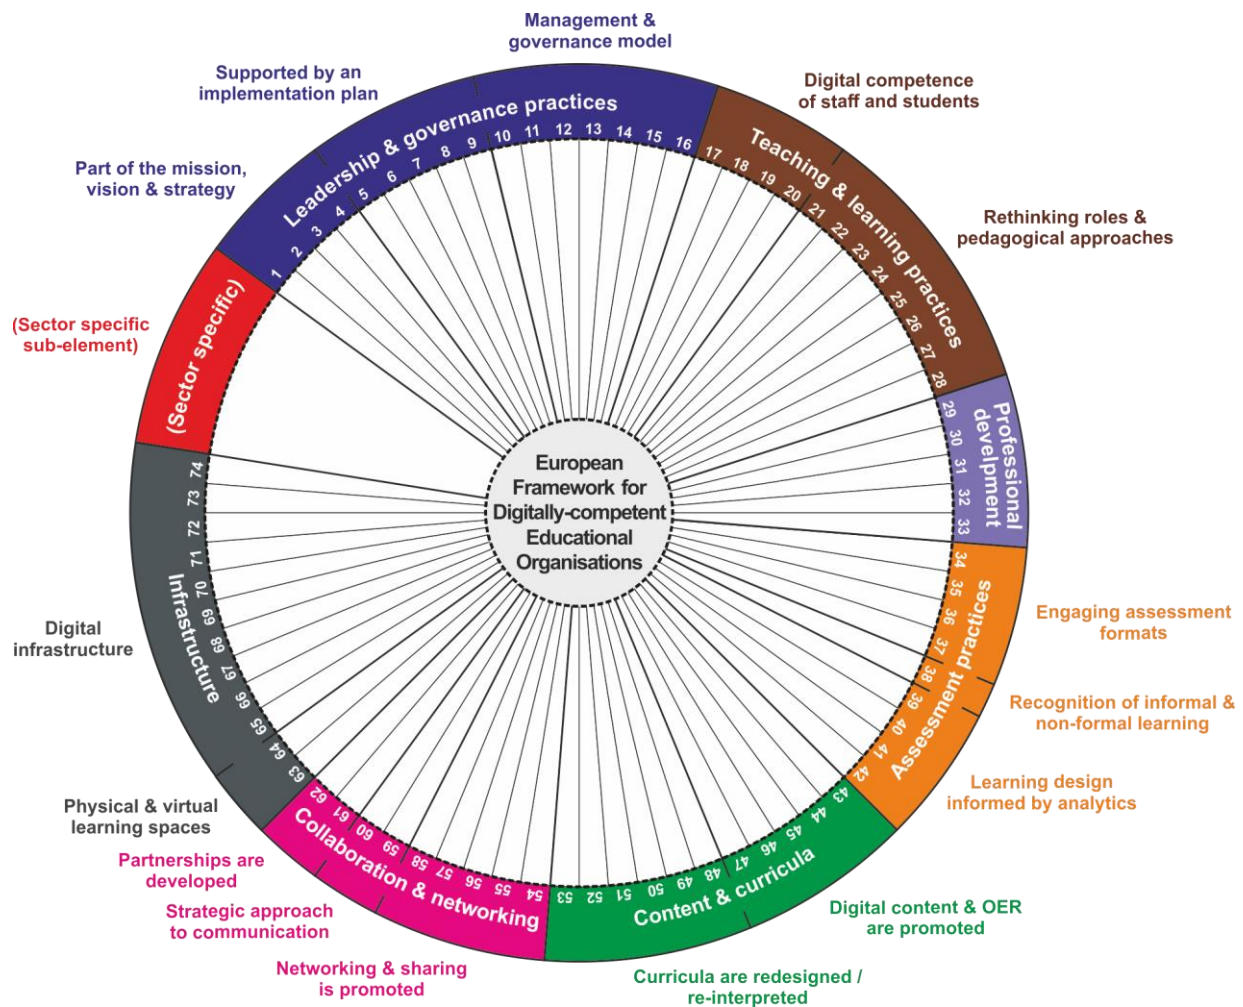 Management &
governance model
Supported by an
implementation plan
Part of the mission,
vision & strategy
(Sector specific
sub-element)
Digital
infrastructure
Physical & virtual
learning spaces
Partnerships are
developed
Strategic approach
to communication
Networking & sharing
is promoted
Curricula are redesigned /
re-interpreted
Digital content & OER
are promoted
Learning design
informed by analytics
Recognition of informal &
non-formal learning
Engaging assessment
formats
Rethinking roles &
pedagogical approaches
Digital competence
of staff and students
Leadership & governance practices
Teaching & learning practices
Professional
develpment
Assessment practices
Content & curricula
Collaboration & networking
Infrastructure
(Sector specific)
1
2
3
4
5
6
7
8
9
10
11
12
13
14
15
16
17
18
19
20
21
22
23
24
25
26
27
28
29
30
31
32
33
34
35
36
37
38
39
40
41
42
43
44
45
46
47
48
49
50
51
52
53
54
55
56
57
58
59
60
61
62
63
64
65
66
67
68
69
70
71
72
73
74
European
Framework for
Digitally-competent
Educational
Organisations